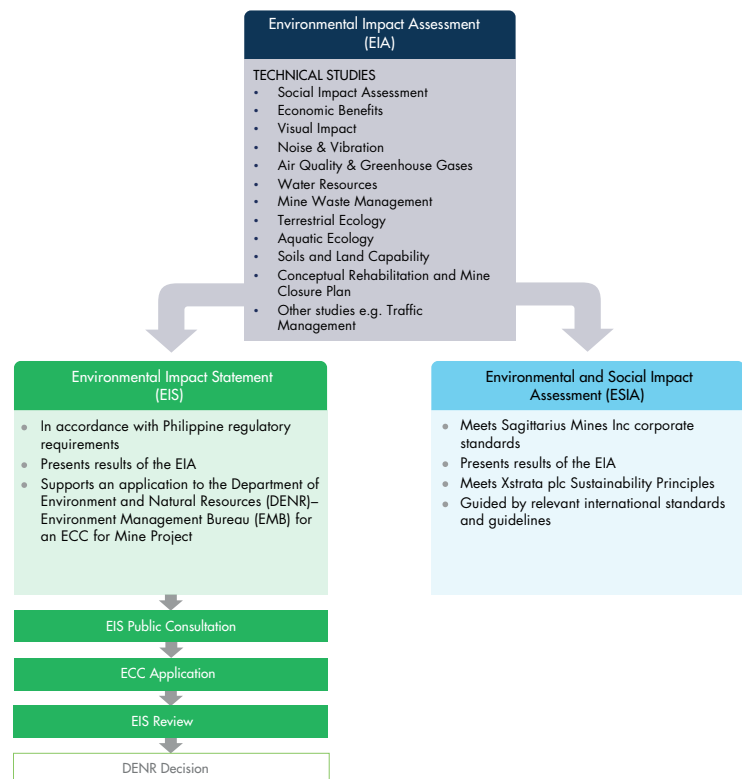 Environmental Impact Assessment
(EIA)
TECHNICAL STUDIES
• Social Impact Assessment
• Economic Benefits
• Visual Impact
• Noise & Vibration
• Air Quality & Greenhouse Gases
• Water Resources
• Mine Waste Management
• Terrestrial Ecology
• Aquatic Ecology
• Soils and Land Capability
• Conceptual Rehabilitation and Mine
Closure Plan
• Other studies e.g. Traffic
Management
Environmental Impact Statement
(EIS)
• In accordance with Philippine regulatory
requirements
• Presents results of the EIA
• Supports an application to the Department of
Environment and Natural Resources (DENR)–
Environment Management Bureau (EMB) for
an ECC for Mine Project
EIS Public Consultation
ECC Application
EIS Review
DENR Decision
Environmental and Social Impact
Assessment (ESIA)
• Meets Sagittarius Mines Inc corporate
standards
• Presents results of the EIA
• Meets Xstrata plc Sustainability Principles
• Guided by relevant international standards
and guidelines